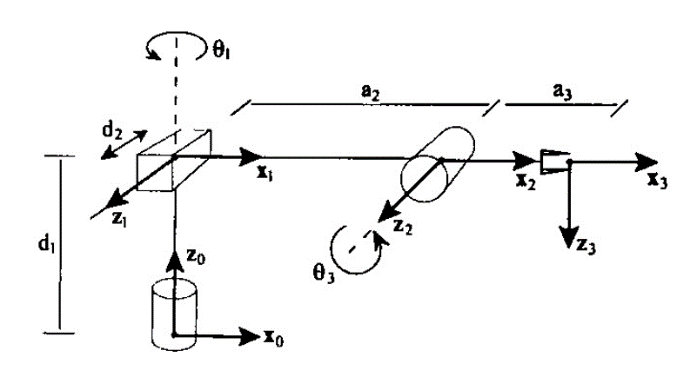 θ₁
a₂
a₃
d₂
x₁
x₂
x₃
z₁
z₂
d₁
z₀
θ₃
z₃
x₀